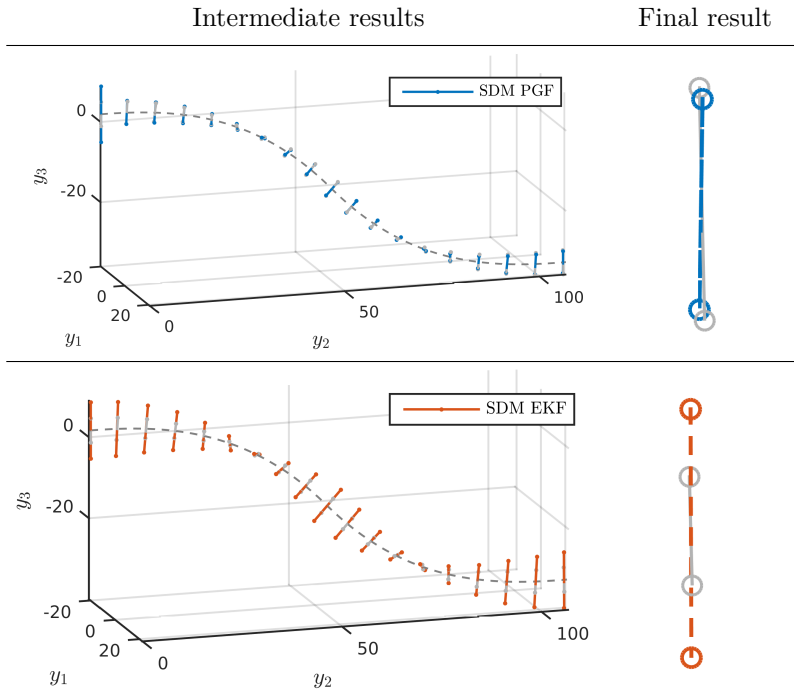 Intermediate results
Final result
SDM PGF
0
-20
y₃
-20
0
20
0
50
100
y₁
y₂
SDM EKF
0
-20
y₃
-20
0
20
0
50
100
y₁
y₂